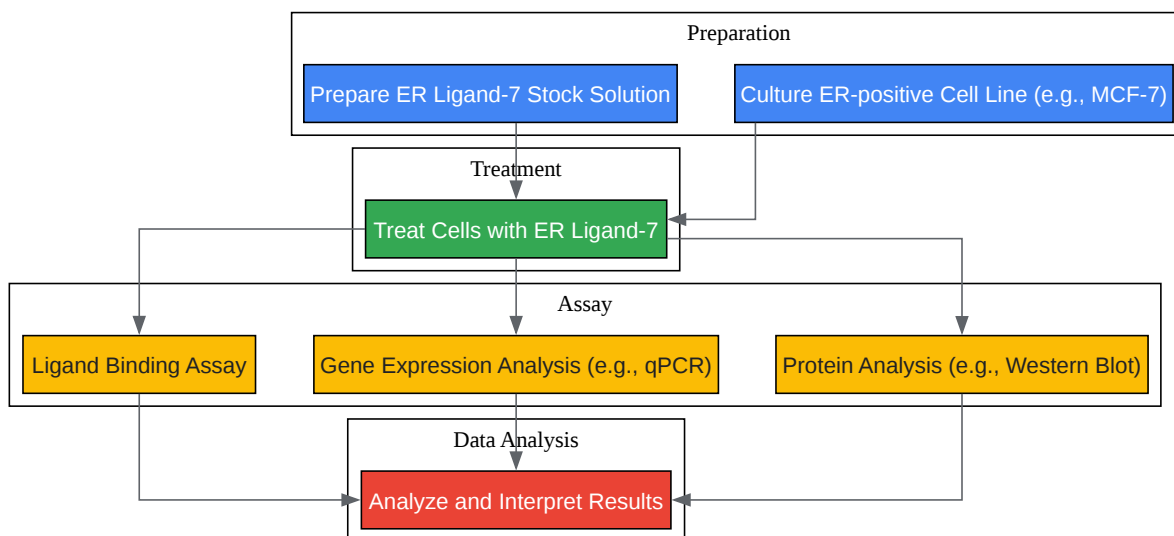 Preparation
Prepare ER Ligand-7 Stock Solution
Culture ER-positive Cell Line (e.g., MCF-7)
Treatment
Treat Cells with ER Ligand-7
Assay
Ligand Binding Assay
Gene Expression Analysis (e.g., qPCR)
Protein Analysis (e.g., Western Blot)
Data Analysis
Analyze and Interpret Results